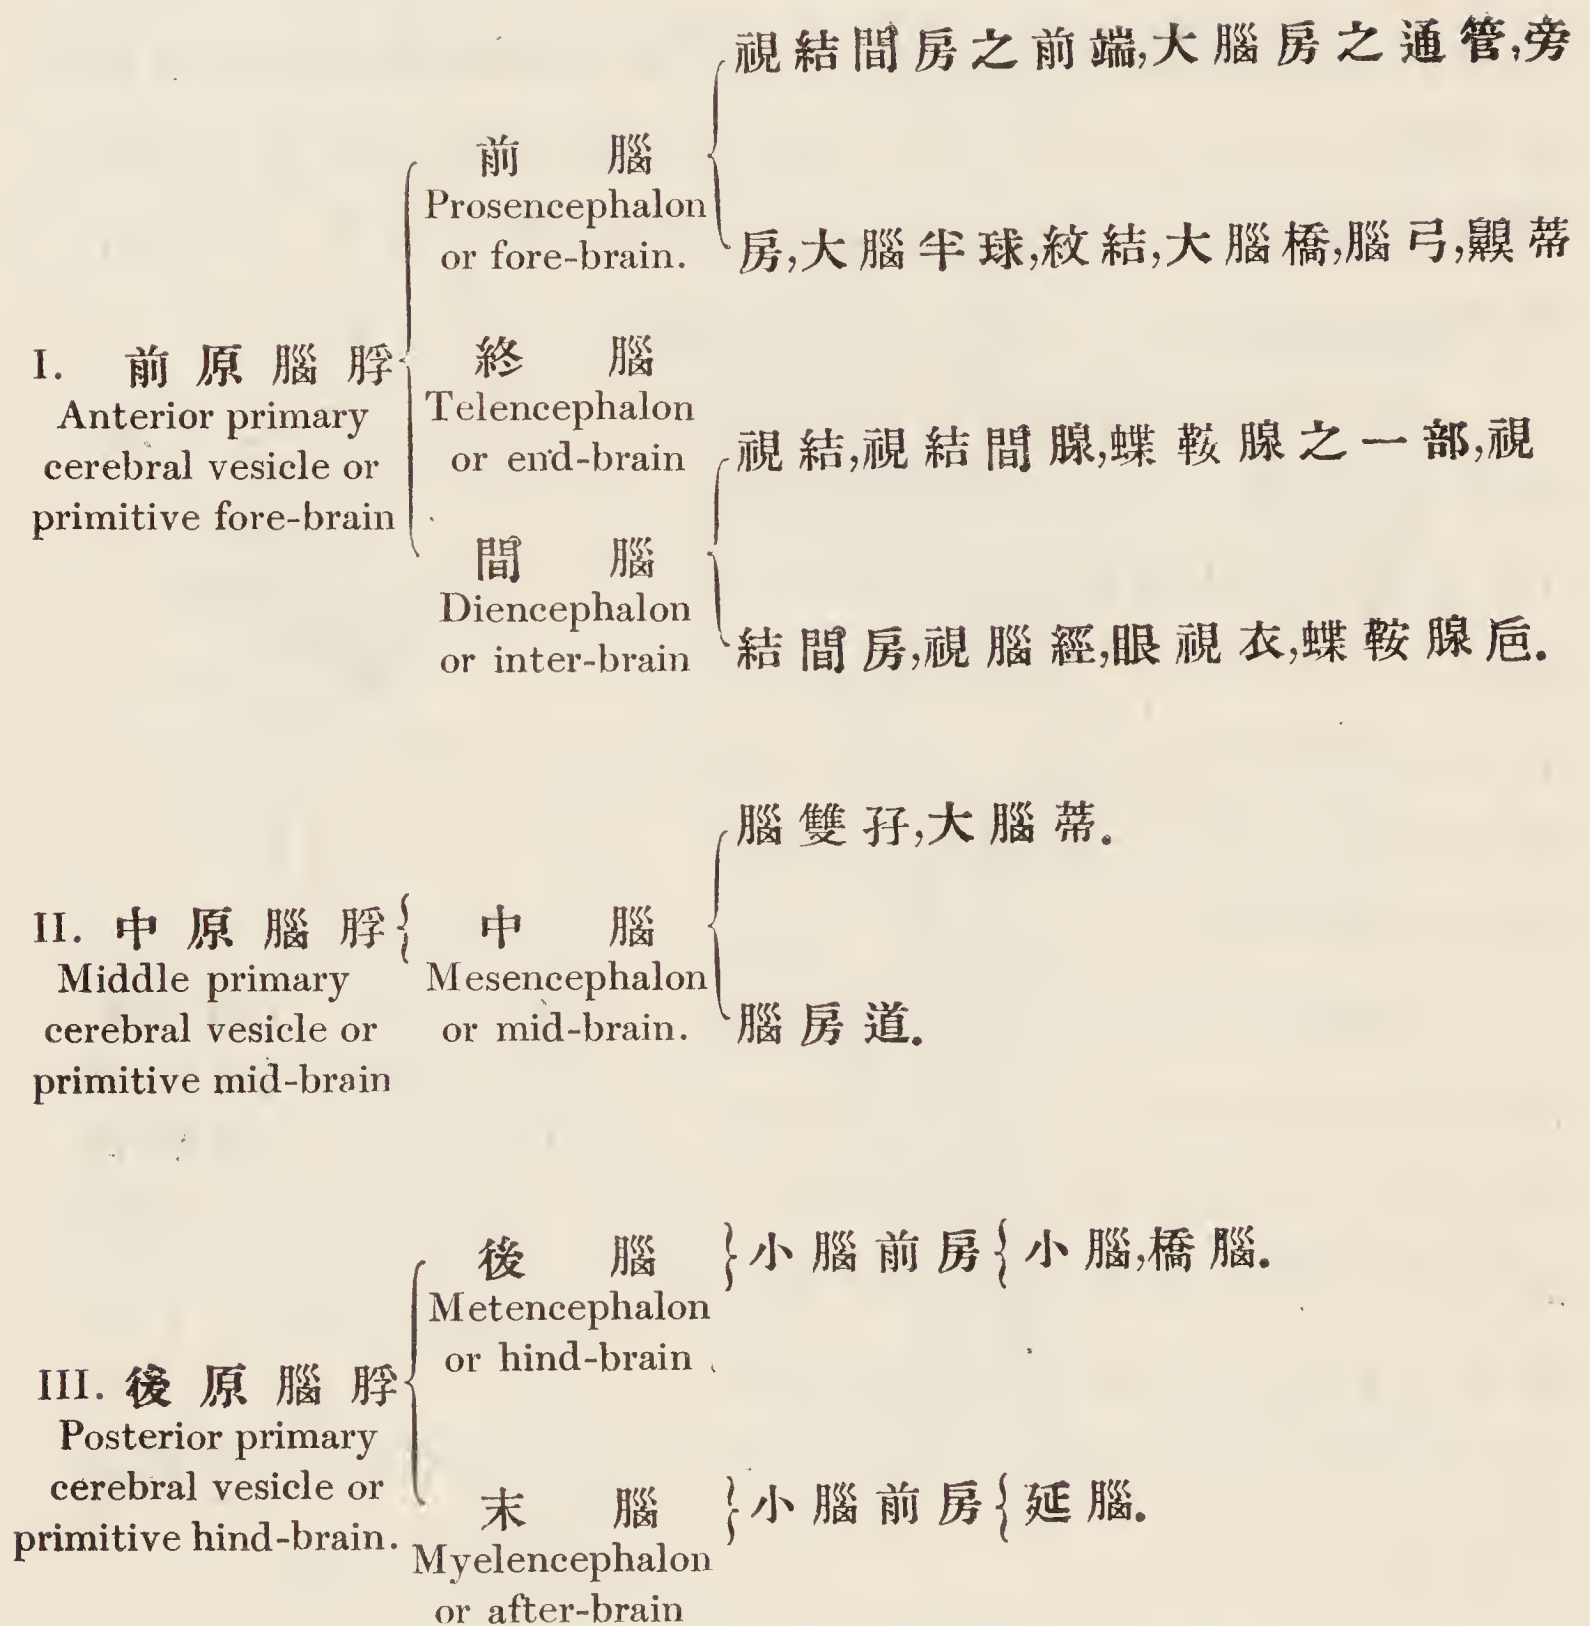 I. 前原腦脬
Anterior primary
cerebral vesicle or
primitive fore-brain
前腦
Prosencephalon
or fore-brain.
視結間房之前端,大腦房之通管,旁
房,大腦半球,紋結,大腦橋,腦弓,齅蒂
終腦
Telencephalon
or end-brain
間腦
Diencephalon
or inter-brain
視結,視結間腺,蝶鞍腺之一部,視
結間房,視腦經,眼視衣,蝶鞍腺巵.
II. 中原腦脬
Middle primary
cerebral vesicle or
primitive mid-brain
中腦
Mesencephalon
or mid-brain.
腦雙孖,大腦蒂.
腦房道.
III. 後原腦脬
Posterior primary
cerebral vesicle or
primitive hind-brain.
後腦
Metencephalon
or hind-brain
小腦前房
小腦,橋腦.
末腦
Myelencephalon
or after-brain
小腦前房
延腦.